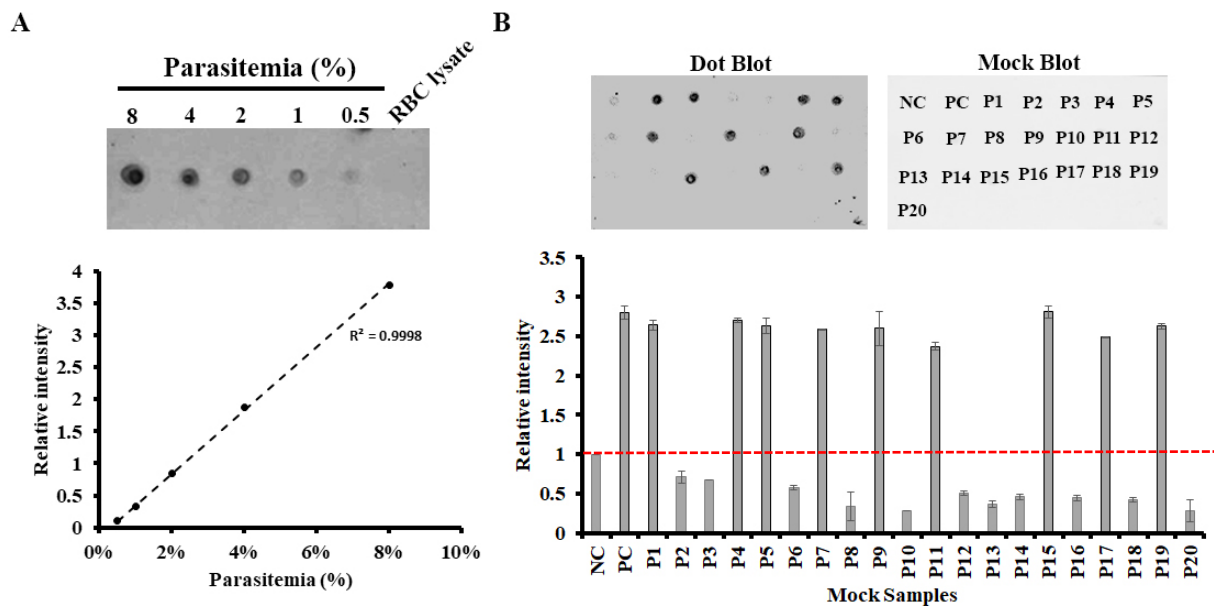 A
Parasitemia (%)
RBC lysate
8 4 2 1 0.5
4
3.5
3
2.5
2
1.5
1
0.5
0
Relative intensity
R² = 0.9998
0% 2% 4% 6% 8% 10%
Parasitemia (%)
B
Dot Blot
Mock Blot
NC PC P1 P2 P3 P4 P5
P6 P7 P8 P9 P10 P11 P12
P13 P14 P15 P16 P17 P18 P19
P20
3.5
3
2.5
2
1.5
1
0.5
0
Relative intensity
NC PC P1 P2 P3 P4 P5 P6 P7 P8 P9 P10 P11 P12 P13 P14 P15 P16 P17 P18 P19 P20
Mock Samples